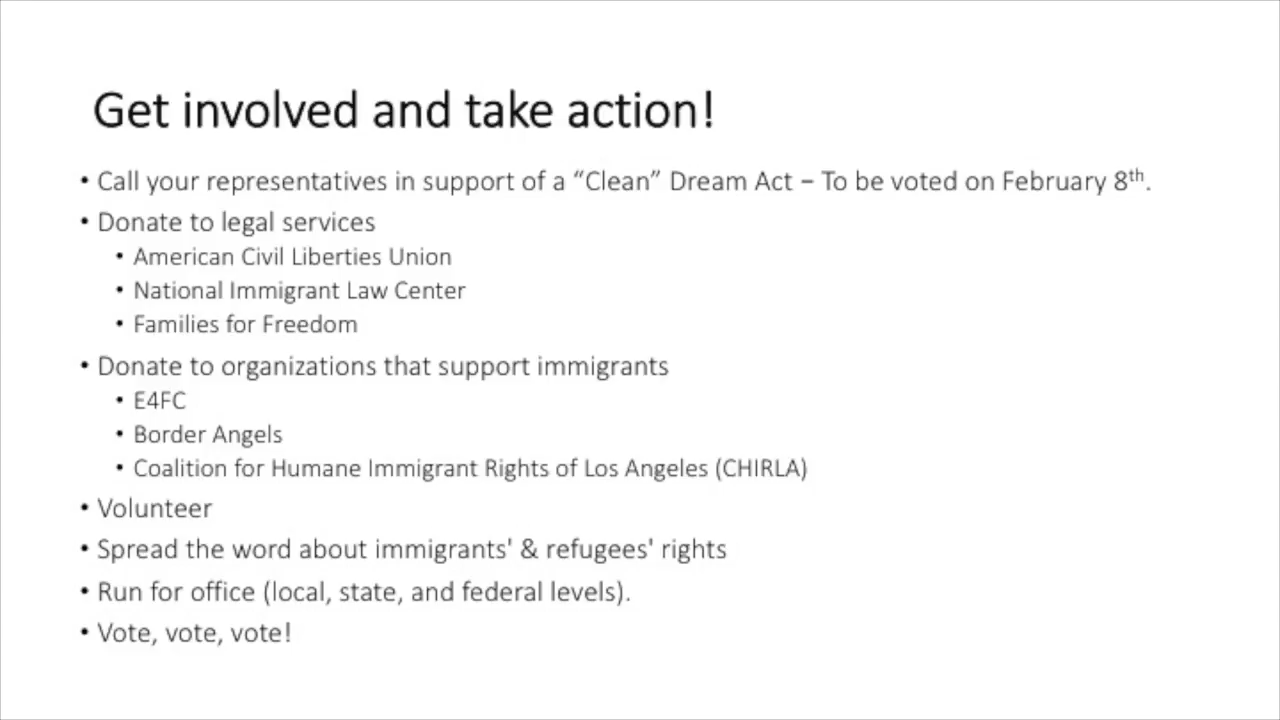 Get involved and take action!
• Call your representatives in support of a “Clean” Dream Act – To be voted on February 8th.
• Donate to legal services
• American Civil Liberties Union
• National Immigrant Law Center
• Families for Freedom
• Donate to organizations that support immigrants
• E4FC
• Border Angels
• Coalition for Humane Immigrant Rights of Los Angeles (CHIRLA)
• Volunteer
• Spread the word about immigrants' & refugees' rights
• Run for office (local, state, and federal levels).
• Vote, vote, vote!